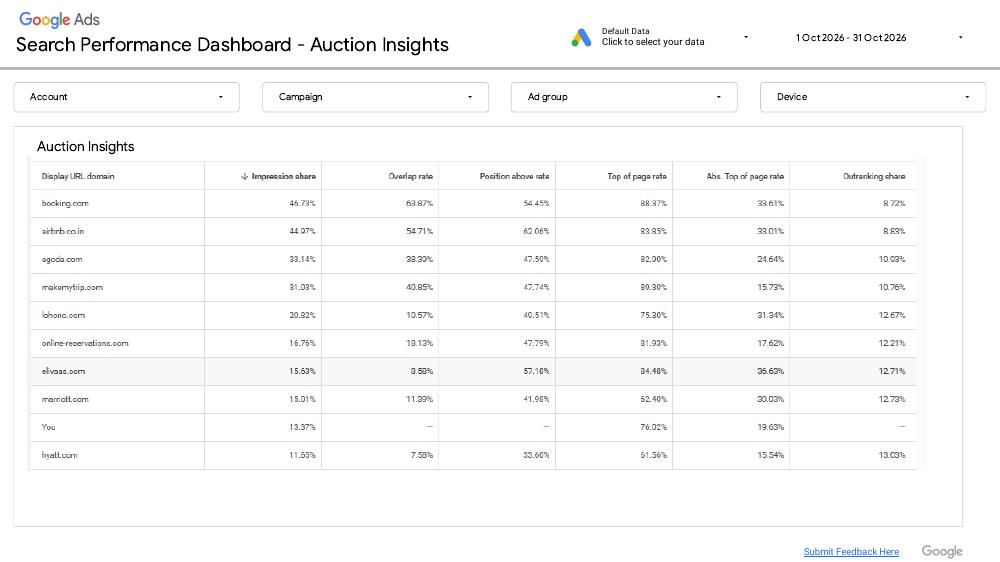 Google Ads
Search Performance Dashboard - Auction Insights
Default Data
Click to select your data
1 Oct 2026 - 31 Oct 2026
Account Campaign Ad group Device
Auction Insights
Display URL domain Impression share Overlap rate Position above rate Top of page rate Abs. Top of page rate Outranking share
booking.com 46.73% 63.87% 54.45% 88.37% 33.61% 8.72%
airbnb.co.in 44.97% 54.71% 62.06% 83.85% 33.01% 8.83%
agoda.com 33.14% 38.39% 47.59% 82.90% 24.64% 10.93%
makemytrip.com 31.03% 40.85% 47.74% 89.30% 15.73% 10.76%
lohono.com 20.82% 10.57% 49.51% 75.30% 31.34% 12.67%
online-reservations.com 16.76% 18.13% 47.79% 81.93% 17.62% 12.21%
elivaas.com 15.63% 8.58% 57.18% 84.48% 36.63% 12.71%
marriott.com 15.01% 11.39% 41.98% 62.40% 30.03% 12.73%
You 13.37% — — 76.02% 19.63% —
hyatt.com 11.65% 7.58% 33.60% 61.56% 15.54% 13.03%
Submit Feedback Here
Google